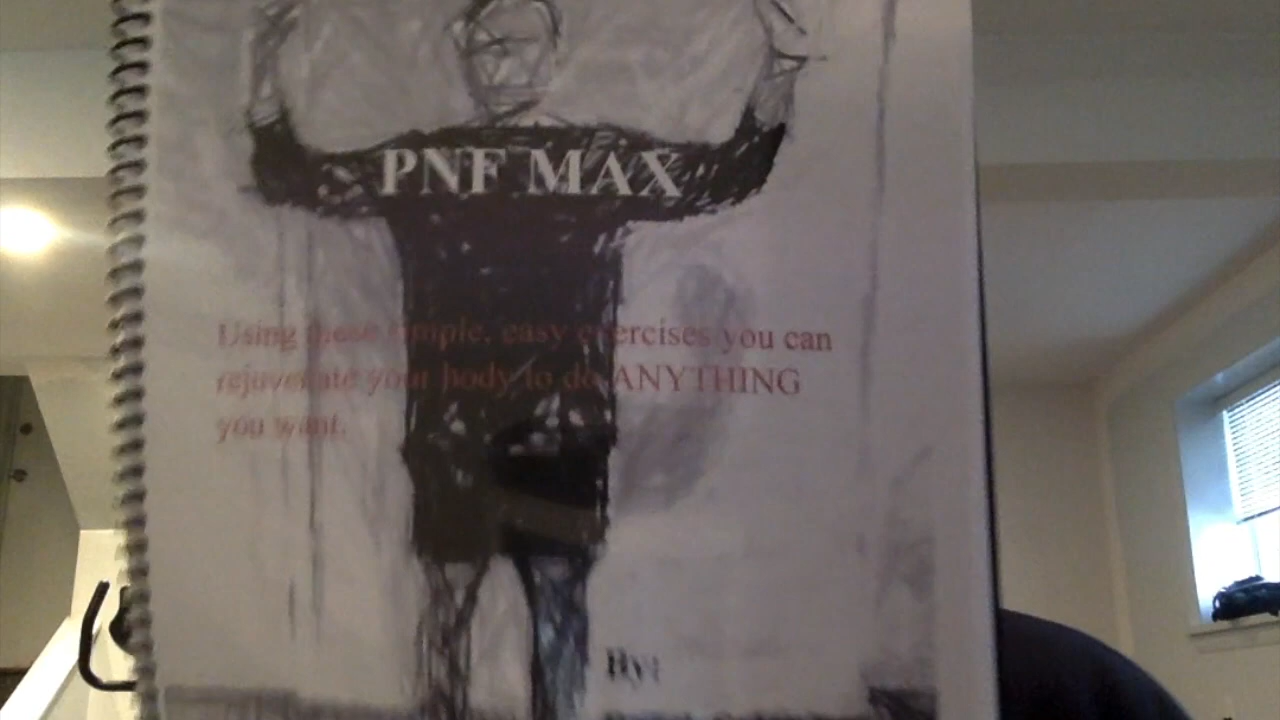 PNF MAX
Using these simple, easy exercises you can
rejuvenate your body to do ANYTHING
you want.
By: